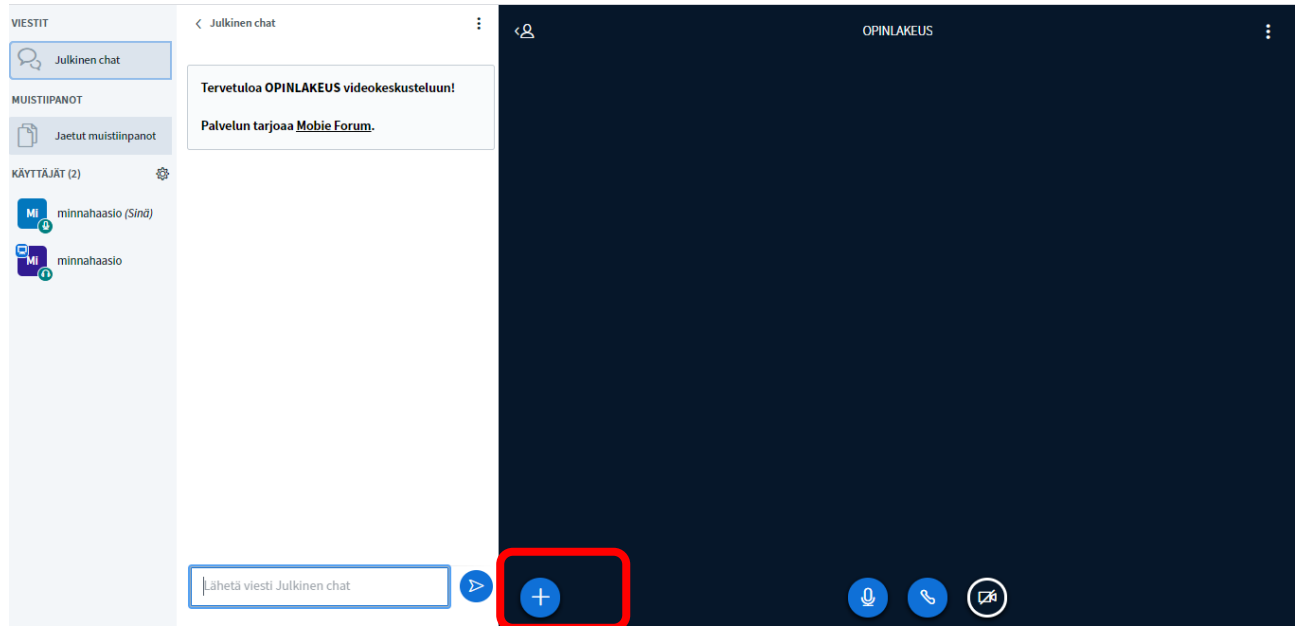 VIESTIT
Julkinen chat
MUISTIIPANOT
Jaetut muistiinpanot
KÄYTTÄJÄT (2)
Mi minnahaasio (Sinä)
Mi minnahaasio
Julkinen chat
Tervetuloa OPINLAKEUS videokeskusteluun!
Palvelun tarjoaa Mobie Forum.
Lähetä viesti Julkinen chat
OPINLAKEUS